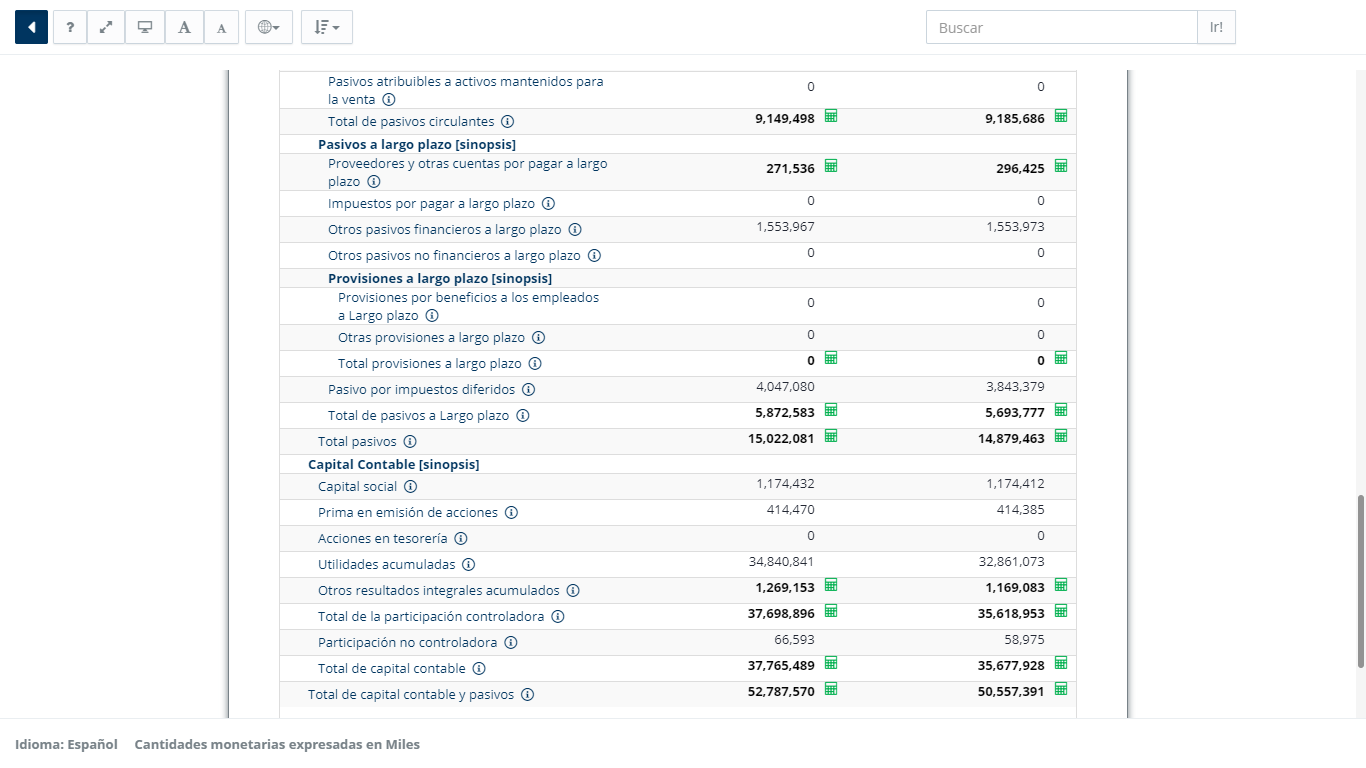 ?
A
A
Buscar
Ir!
Pasivos atribuibles a activos mantenidos para
la venta
0
0
Total de pasivos circulantes
9,149,498
9,185,686
Pasivos a largo plazo [sinopsis]
Proveedores y otras cuentas por pagar a largo
plazo
271,536
296,425
Impuestos por pagar a largo plazo
0
0
Otros pasivos financieros a largo plazo
1,553,967
1,553,973
Otros pasivos no financieros a largo plazo
0
0
Provisiones a largo plazo [sinopsis]
Provisiones por beneficios a los empleados
a Largo plazo
0
0
Otras provisiones a largo plazo
0
0
Total provisiones a largo plazo
0
0
Pasivo por impuestos diferidos
4,047,080
3,843,379
Total de pasivos a Largo plazo
5,872,583
5,693,777
Total pasivos
15,022,081
14,879,463
Capital Contable [sinopsis]
Capital social
1,174,432
1,174,412
Prima en emisión de acciones
414,470
414,385
Acciones en tesorería
0
0
Utilidades acumuladas
34,840,841
32,861,073
Otros resultados integrales acumulados
1,269,153
1,169,083
Total de la participación controladora
37,698,896
35,618,953
Participación no controladora
66,593
58,975
Total de capital contable
37,765,489
35,677,928
Total de capital contable y pasivos
52,787,570
50,557,391
Idioma: Español
Cantidades monetarias expresadas en Miles